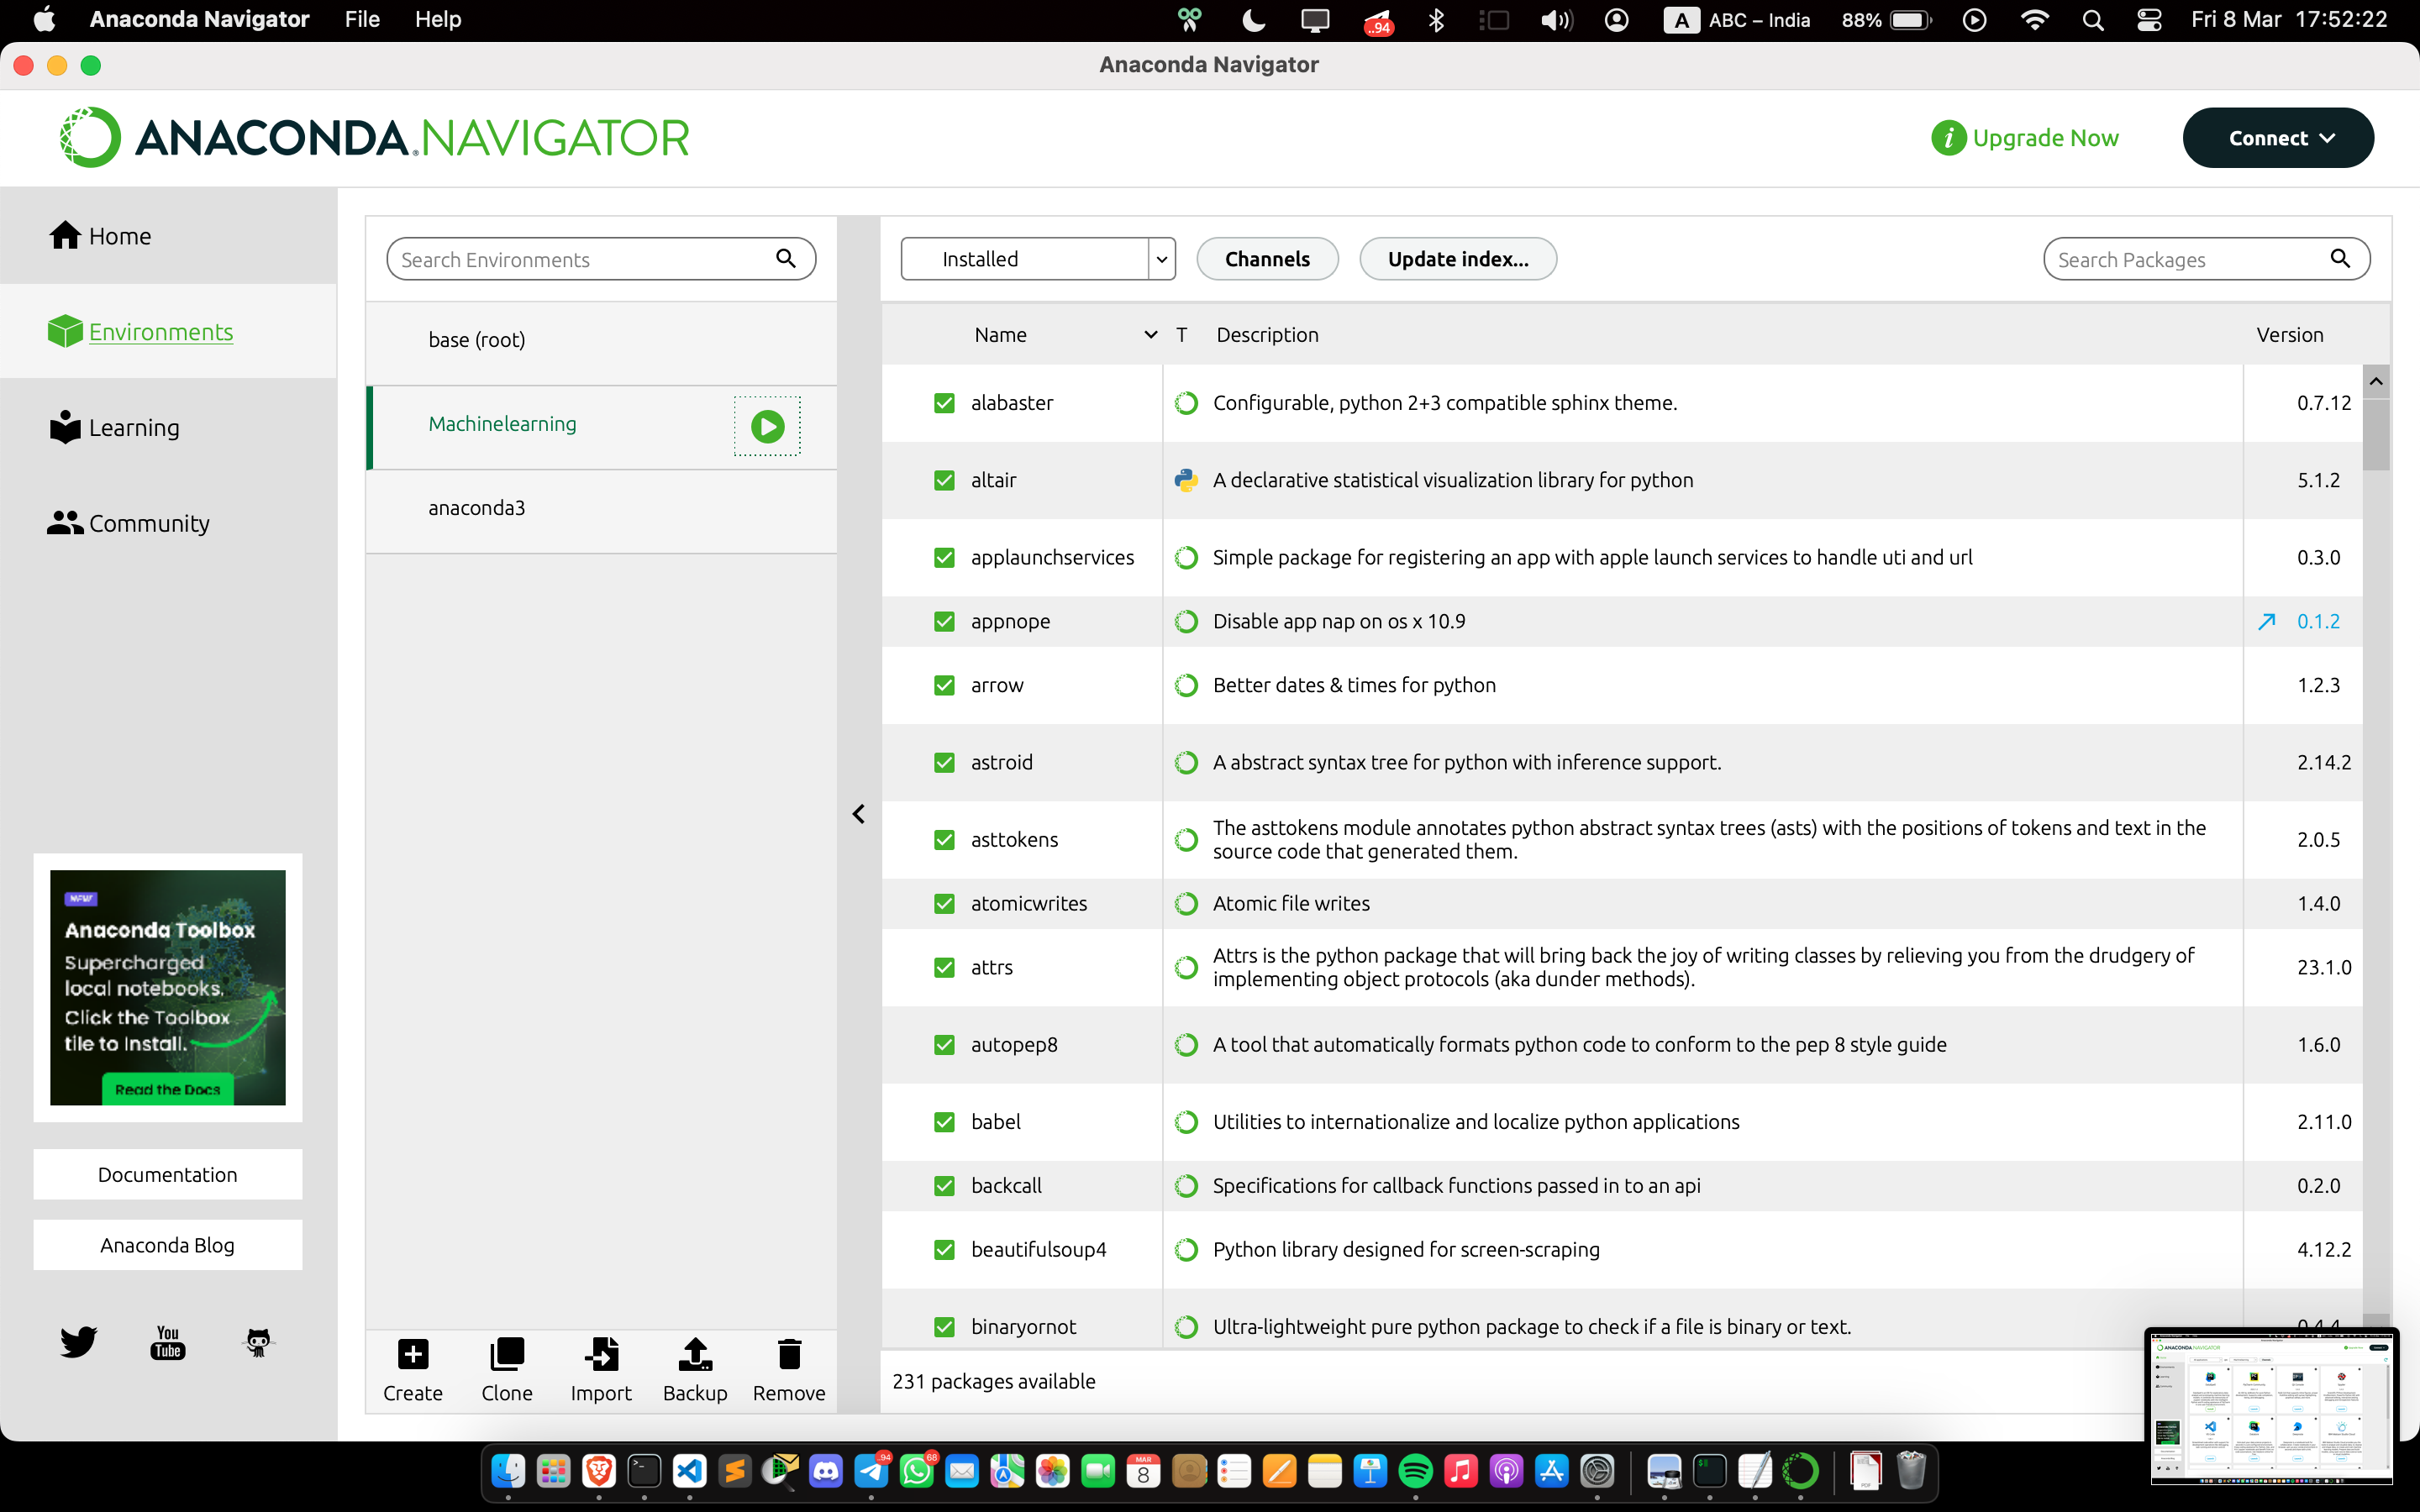 Anaconda Navigator File Help
..94 A ABC – India 88% Fri 8 Mar 17:52:22
Anaconda Navigator
ANACONDA.NAVIGATOR
i Upgrade Now
Connect
Home
Environments
Learning
Community
NEW
Anaconda Toolbox
Supercharged
local notebooks.
Click the Toolbox
tile to Install.
Read the Docs
Documentation
Anaconda Blog
You
Tube
Search Environments
base (root)
Machinelearning
anaconda3
Create Clone Import Backup Remove
Installed Channels Update index... Search Packages
Name T Description Version
alabaster Configurable, python 2+3 compatible sphinx theme. 0.7.12
altair A declarative statistical visualization library for python 5.1.2
applaunchservices Simple package for registering an app with apple launch services to handle uti and url 0.3.0
appnope Disable app nap on os x 10.9 0.1.2
arrow Better dates & times for python 1.2.3
astroid A abstract syntax tree for python with inference support. 2.14.2
asttokens The asttokens module annotates python abstract syntax trees (asts) with the positions of tokens and text in the
source code that generated them. 2.0.5
atomicwrites Atomic file writes 1.4.0
attrs Attrs is the python package that will bring back the joy of writing classes by relieving you from the drudgery of
implementing object protocols (aka dunder methods). 23.1.0
autopep8 A tool that automatically formats python code to conform to the pep 8 style guide 1.6.0
babel Utilities to internationalize and localize python applications 2.11.0
backcall Specifications for callback functions passed in to an api 0.2.0
beautifulsoup4 Python library designed for screen-scraping 4.12.2
binaryornot Ultra-lightweight pure python package to check if a file is binary or text.
231 packages available
ANACONDA.NAVIGATOR
..94 68 MAR 8 PDF